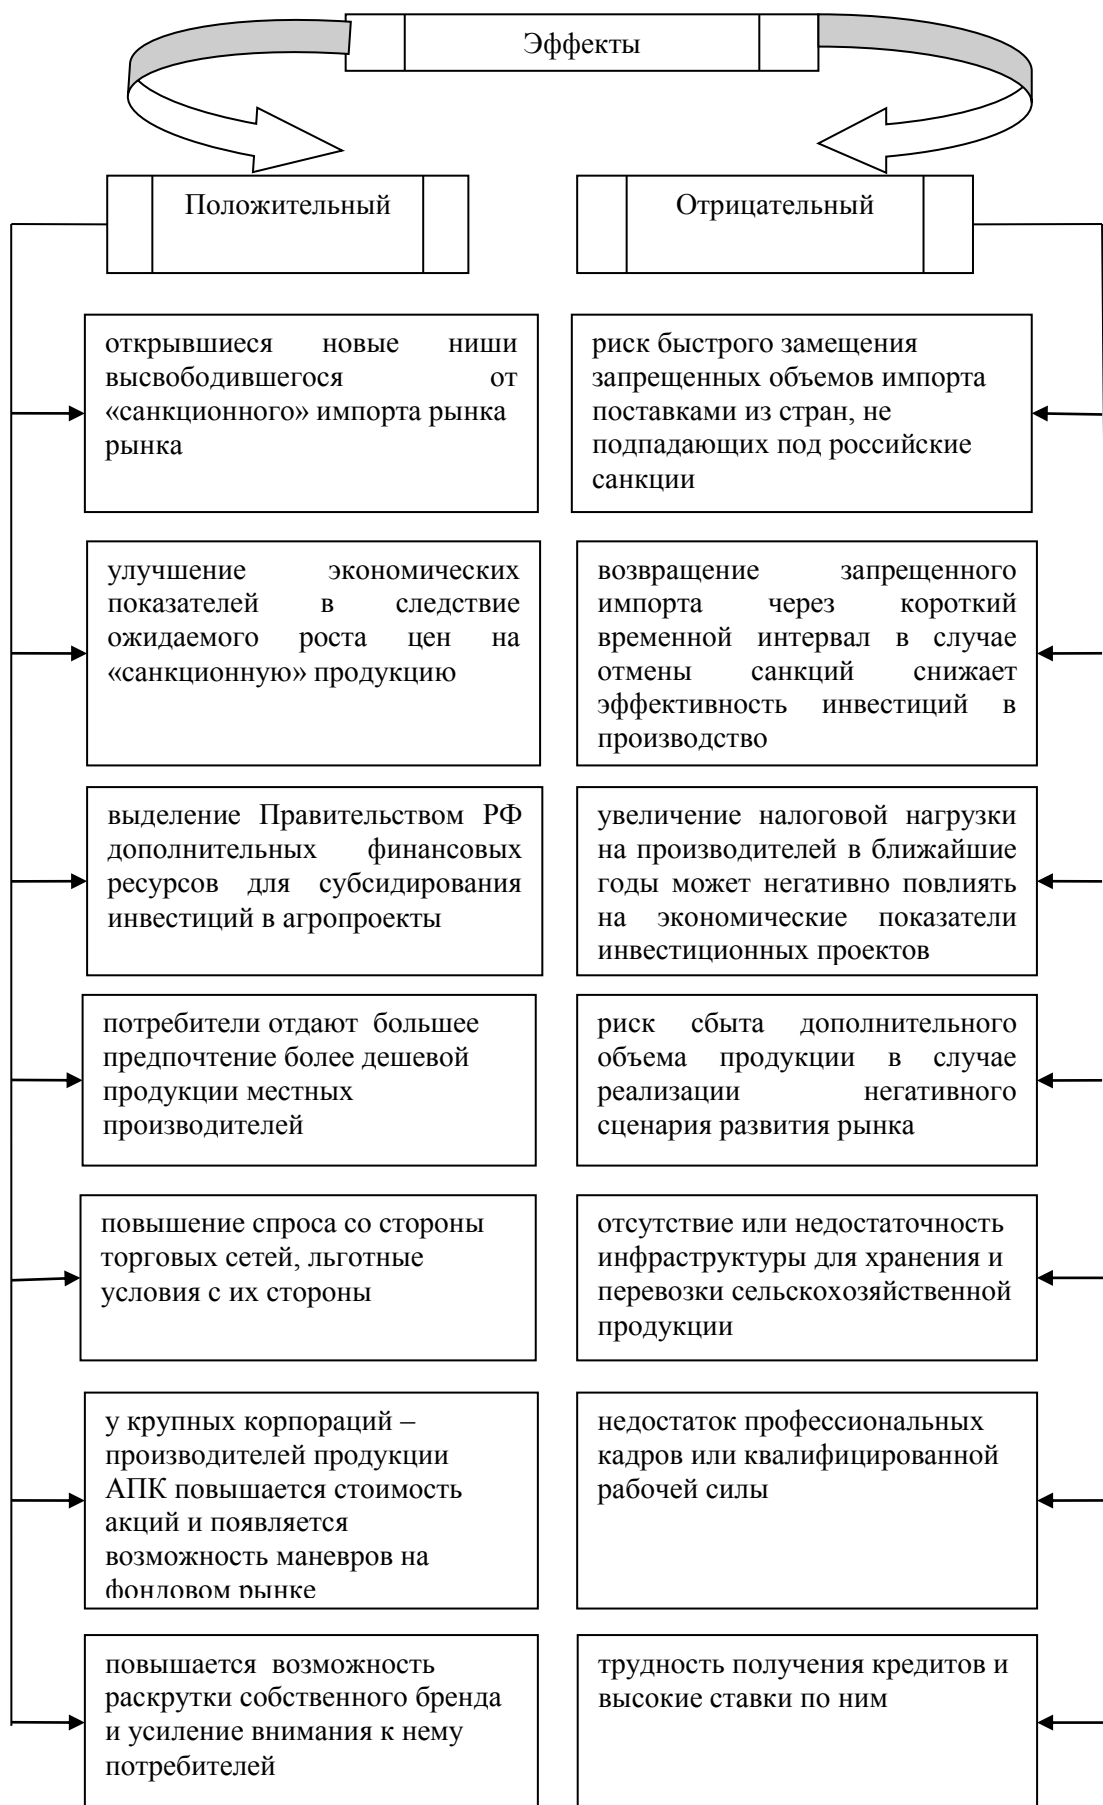 Эффекты
Положительный
Отрицательный
открывшиеся новые ниши
высвободившегося от
«санкционного» импорта рынка
рынка
риск быстрого замещения
запрещенных объемов импорта
поставками из стран, не
подпадающих под российские
санкции
улучшение экономических
показателей в следствие
ожидаемого роста цен на
«санкционную» продукцию
возвращение запрещенного
импорта через короткий
временной интервал в случае
отмены санкций снижает
эффективность инвестиций в
производство
выделение Правительством РФ
дополнительных финансовых
ресурсов для субсидирования
инвестиций в агропроекты
увеличение налоговой нагрузки
на производителей в ближайшие
годы может негативно повлиять
на экономические показатели
инвестиционных проектов
потребители отдают большее
предпочтение более дешевой
продукции местных
производителей
риск сбыта дополнительного
объема продукции в случае
реализации негативного
сценария развития рынка
повышение спроса со стороны
торговых сетей, льготные
условия с их стороны
отсутствие или недостаточность
инфраструктуры для хранения и
перевозки сельскохозяйственной
продукции
у крупных корпораций –
производителей продукции
АПК повышается стоимость
акций и появляется
возможность маневров на
фондовом рынке
недостаток профессиональных
кадров или квалифицированной
рабочей силы
повышается возможность
раскрутки собственного бренда
и усиление внимания к нему
потребителей
трудность получения кредитов и
высокие ставки по ним